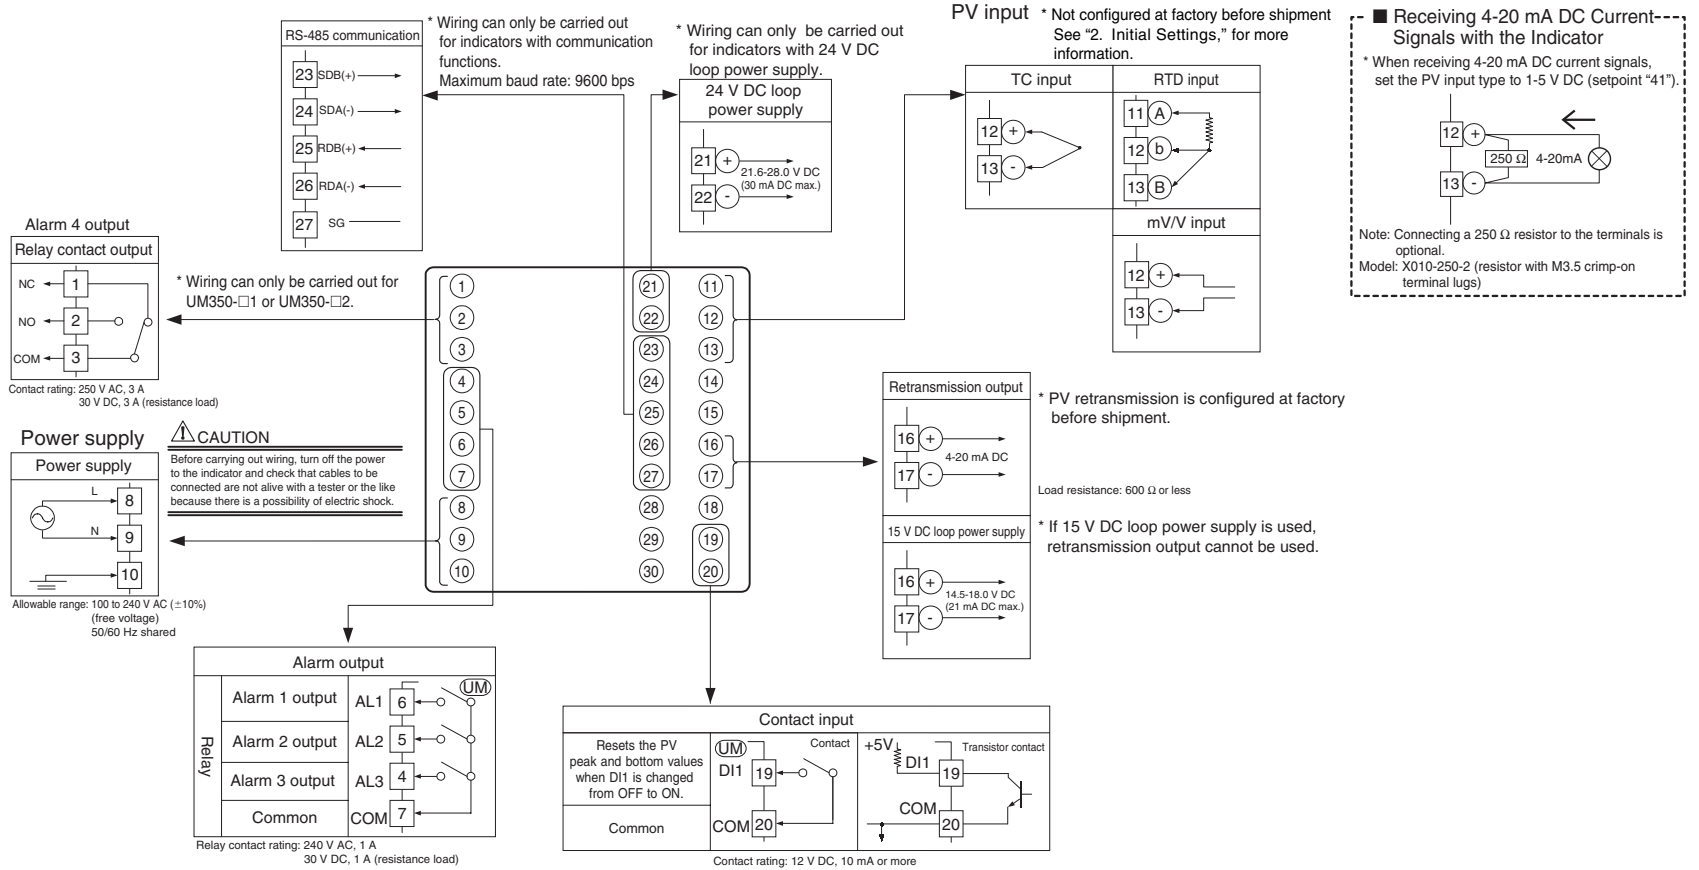 RS-485 communication
23 SDB(+)
24 SDA(-)
25 RDB(+)
26 RDA(-)
27 SG
* Wiring can only be carried out
for indicators with communication
functions.
Maximum baud rate: 9600 bps
* Wiring can only be carried out
for indicators with 24 V DC
loop power supply.
24 V DC loop
power supply
21 +
21.6-28.0 V DC
(30 mA DC max.)
22 -
PV input
* Not configured at factory before shipment
See “2. Initial Settings,” for more
information.
TC input
12 +
13 -
RTD input
11 A
12 b
13 B
mV/V input
12 +
13 -
■ Receiving 4-20 mA DC Current
Signals with the Indicator
* When receiving 4-20 mA DC current signals,
set the PV input type to 1-5 V DC (setpoint “41”).
12 +
250 Ω 4-20mA
13 -
Note: Connecting a 250 Ω resistor to the terminals is
optional.
Model: X010-250-2 (resistor with M3.5 crimp-on
terminal lugs)
Alarm 4 output
Relay contact output
NC 1
NO 2
COM 3
Contact rating: 250 V AC, 3 A
30 V DC, 3 A (resistance load)
* Wiring can only be carried out for
UM350-□1 or UM350-□2.
Power supply
Power supply
L 8
N 9
10
Allowable range: 100 to 240 V AC (±10%)
(free voltage)
50/60 Hz shared
CAUTION
Before carrying out wiring, turn off the power
to the indicator and check that cables to be
connected are not alive with a tester or the like
because there is a possibility of electric shock.
1 21 11
2 22 12
3 23 13
4 24 14
5 25 15
6 26 16
7 27 17
8 28 18
9 29 19
10 30 20
Retransmission output
16 +
4-20 mA DC
17 -
* PV retransmission is configured at factory
before shipment.
Load resistance: 600 Ω or less
15 V DC loop power supply
16 +
14.5-18.0 V DC
(21 mA DC max.)
17 -
* If 15 V DC loop power supply is used,
retransmission output cannot be used.
Alarm output
Relay
UM
Alarm 1 output AL1 6
Alarm 2 output AL2 5
Alarm 3 output AL3 4
Common COM 7
Relay contact rating: 240 V AC, 1 A
30 V DC, 1 A (resistance load)
Contact input
Resets the PV
peak and bottom values
when DI1 is changed
from OFF to ON.
Common
UM Contact
DI1 19
COM 20
+5V Transistor contact
DI1 19
COM
20
Contact rating: 12 V DC, 10 mA or more